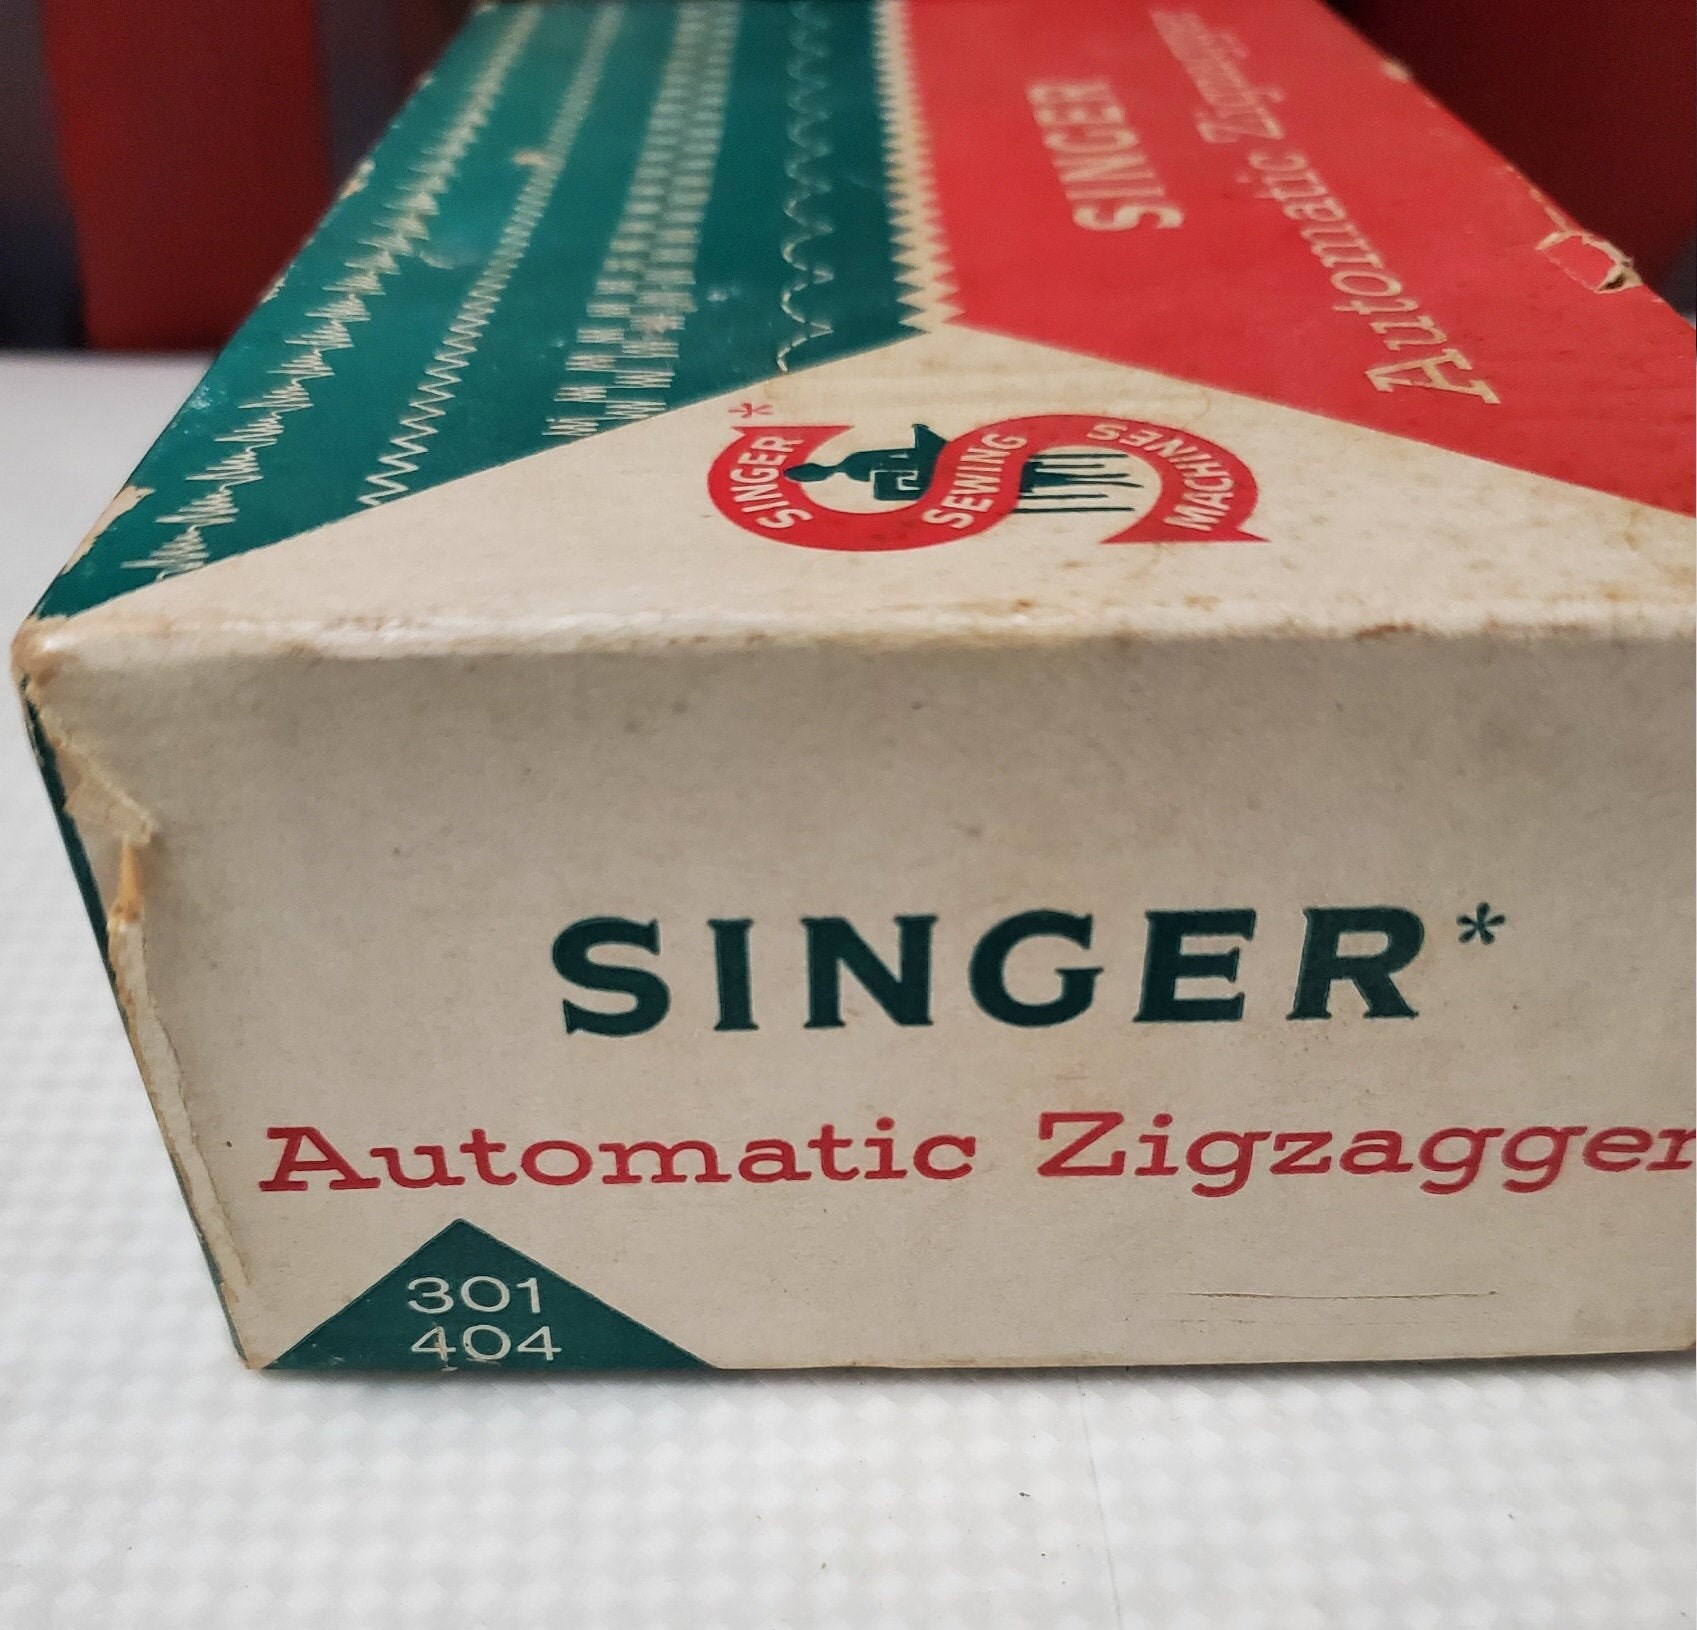 SINGER
Automatic Zigzagger
SINGER*
SEWING
MACHINES
SINGER*
Automatic Zigzagger
301
404